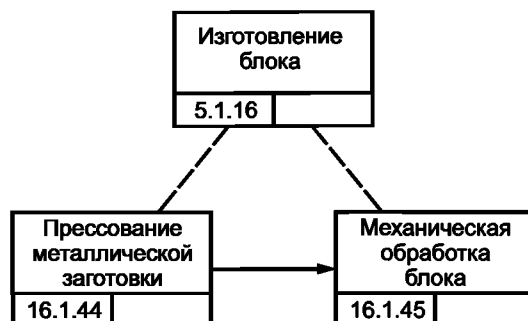 Изготовление
блока
5.1.16
Прессование
металлической
заготовки
16.1.44
Механическая
обработка
блока
16.1.45